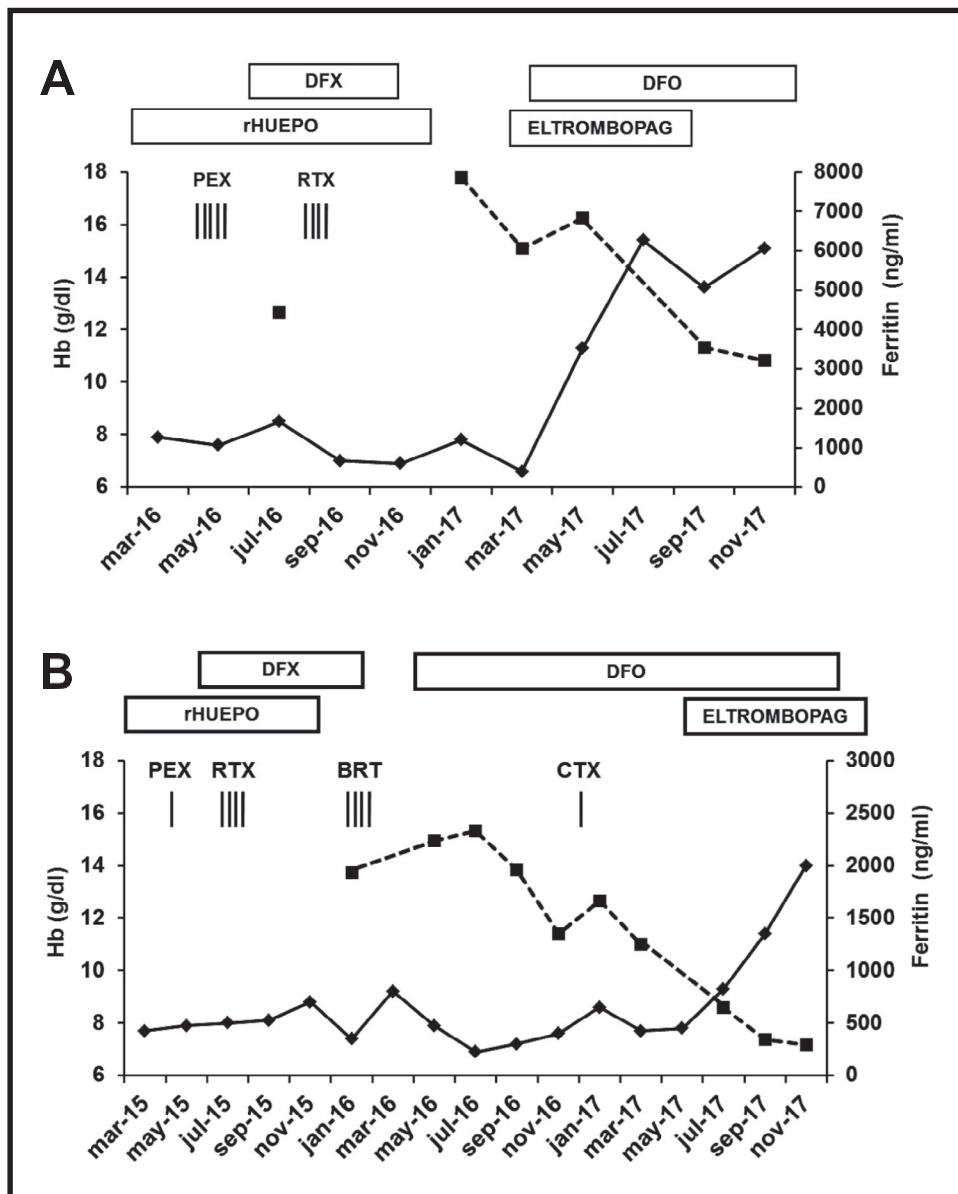 A
DFX
DFO
rHUEPO
ELTROMBOPAG
PEX
RTX
18
16
14
12
10
8
6
Hb (g/dl)
8000
7000
6000
5000
4000
3000
2000
1000
0
Ferritin (ng/ml)
mar-16
may-16
jul-16
sep-16
nov-16
jan-17
mar-17
may-17
jul-17
sep-17
nov-17
B
DFX
DFO
rHUEPO
ELTROMBOPAG
PEX
RTX
BRT
CTX
18
16
14
12
10
8
6
Hb (g/dl)
3000
2500
2000
1500
1000
500
0
Ferritin (ng/ml)
mar-15
may-15
jul-15
sep-15
nov-15
jan-16
mar-16
may-16
jul-16
sep-16
nov-16
jan-17
mar-17
may-17
jul-17
sep-17
nov-17